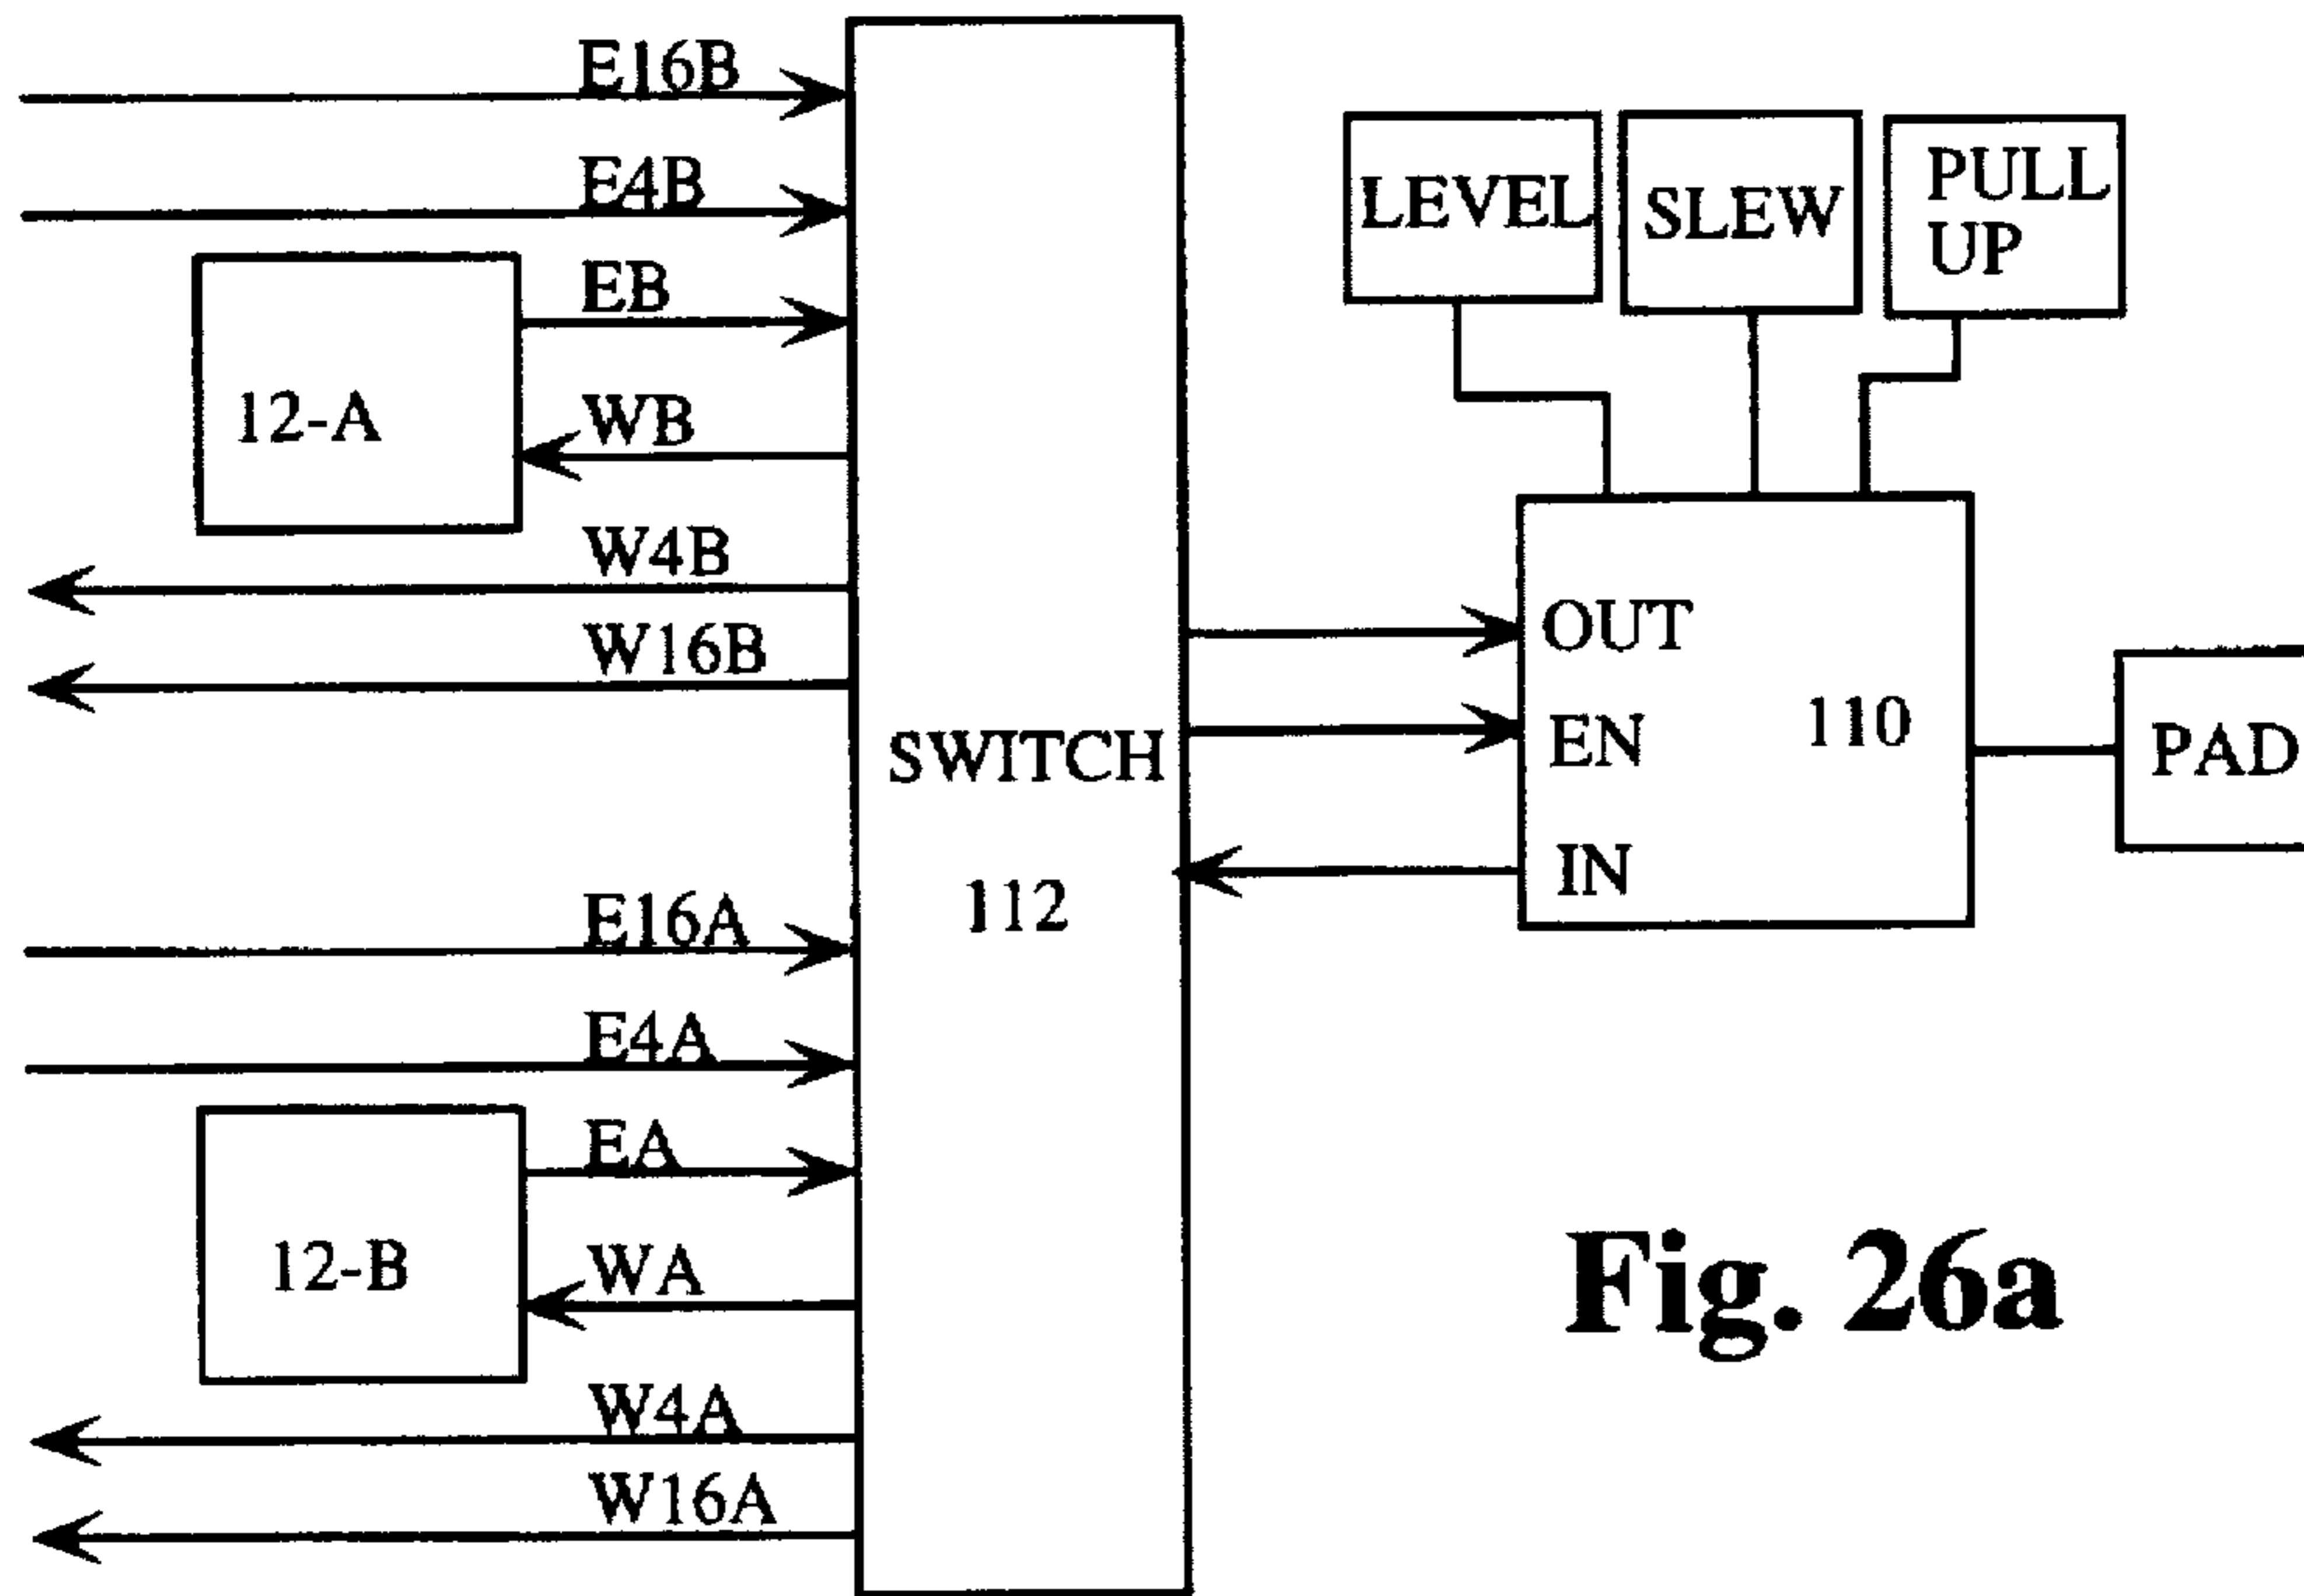 E16B
E4B
EB
12-A
WB
W4B
W16B
SWITCH
112
E16A
E4A
EA
12-B
WA
W4A
W16A
LEVEL
SLEW
PULL
UP
OUT
EN
IN
110
PAD
Fig. 26a